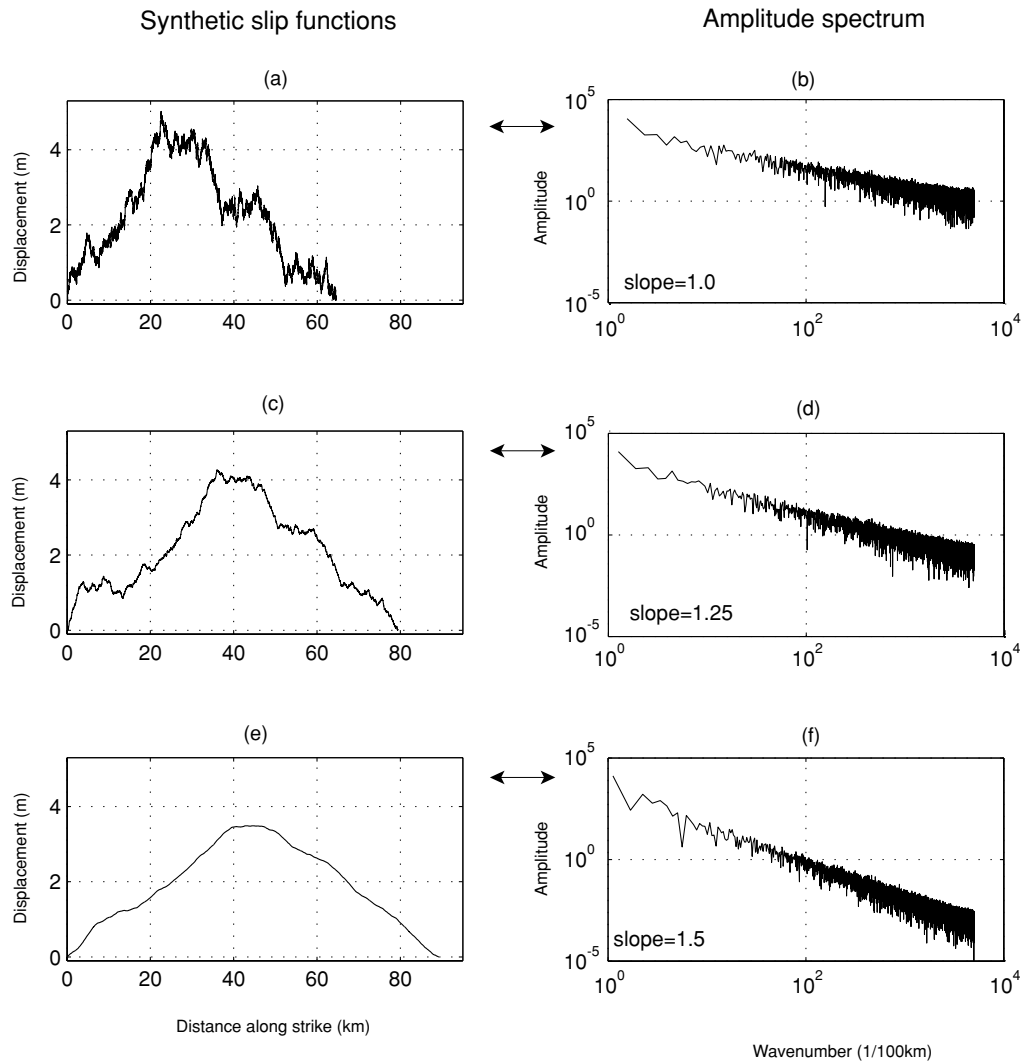 Synthetic slip functions
Amplitude spectrum
(a)
Displacement (m)
4
2
0
0 20 40 60 80
(b)
Amplitude
10^5
10^0
10^-5
slope=1.0
10^0 10^2 10^4
(c)
Displacement (m)
4
2
0
0 20 40 60 80
(d)
Amplitude
10^5
10^0
10^-5
slope=1.25
10^0 10^2 10^4
(e)
Displacement (m)
4
2
0
0 20 40 60 80
Distance along strike (km)
(f)
Amplitude
10^5
10^0
10^-5
slope=1.5
10^0 10^2 10^4
Wavenumber (1/100km)